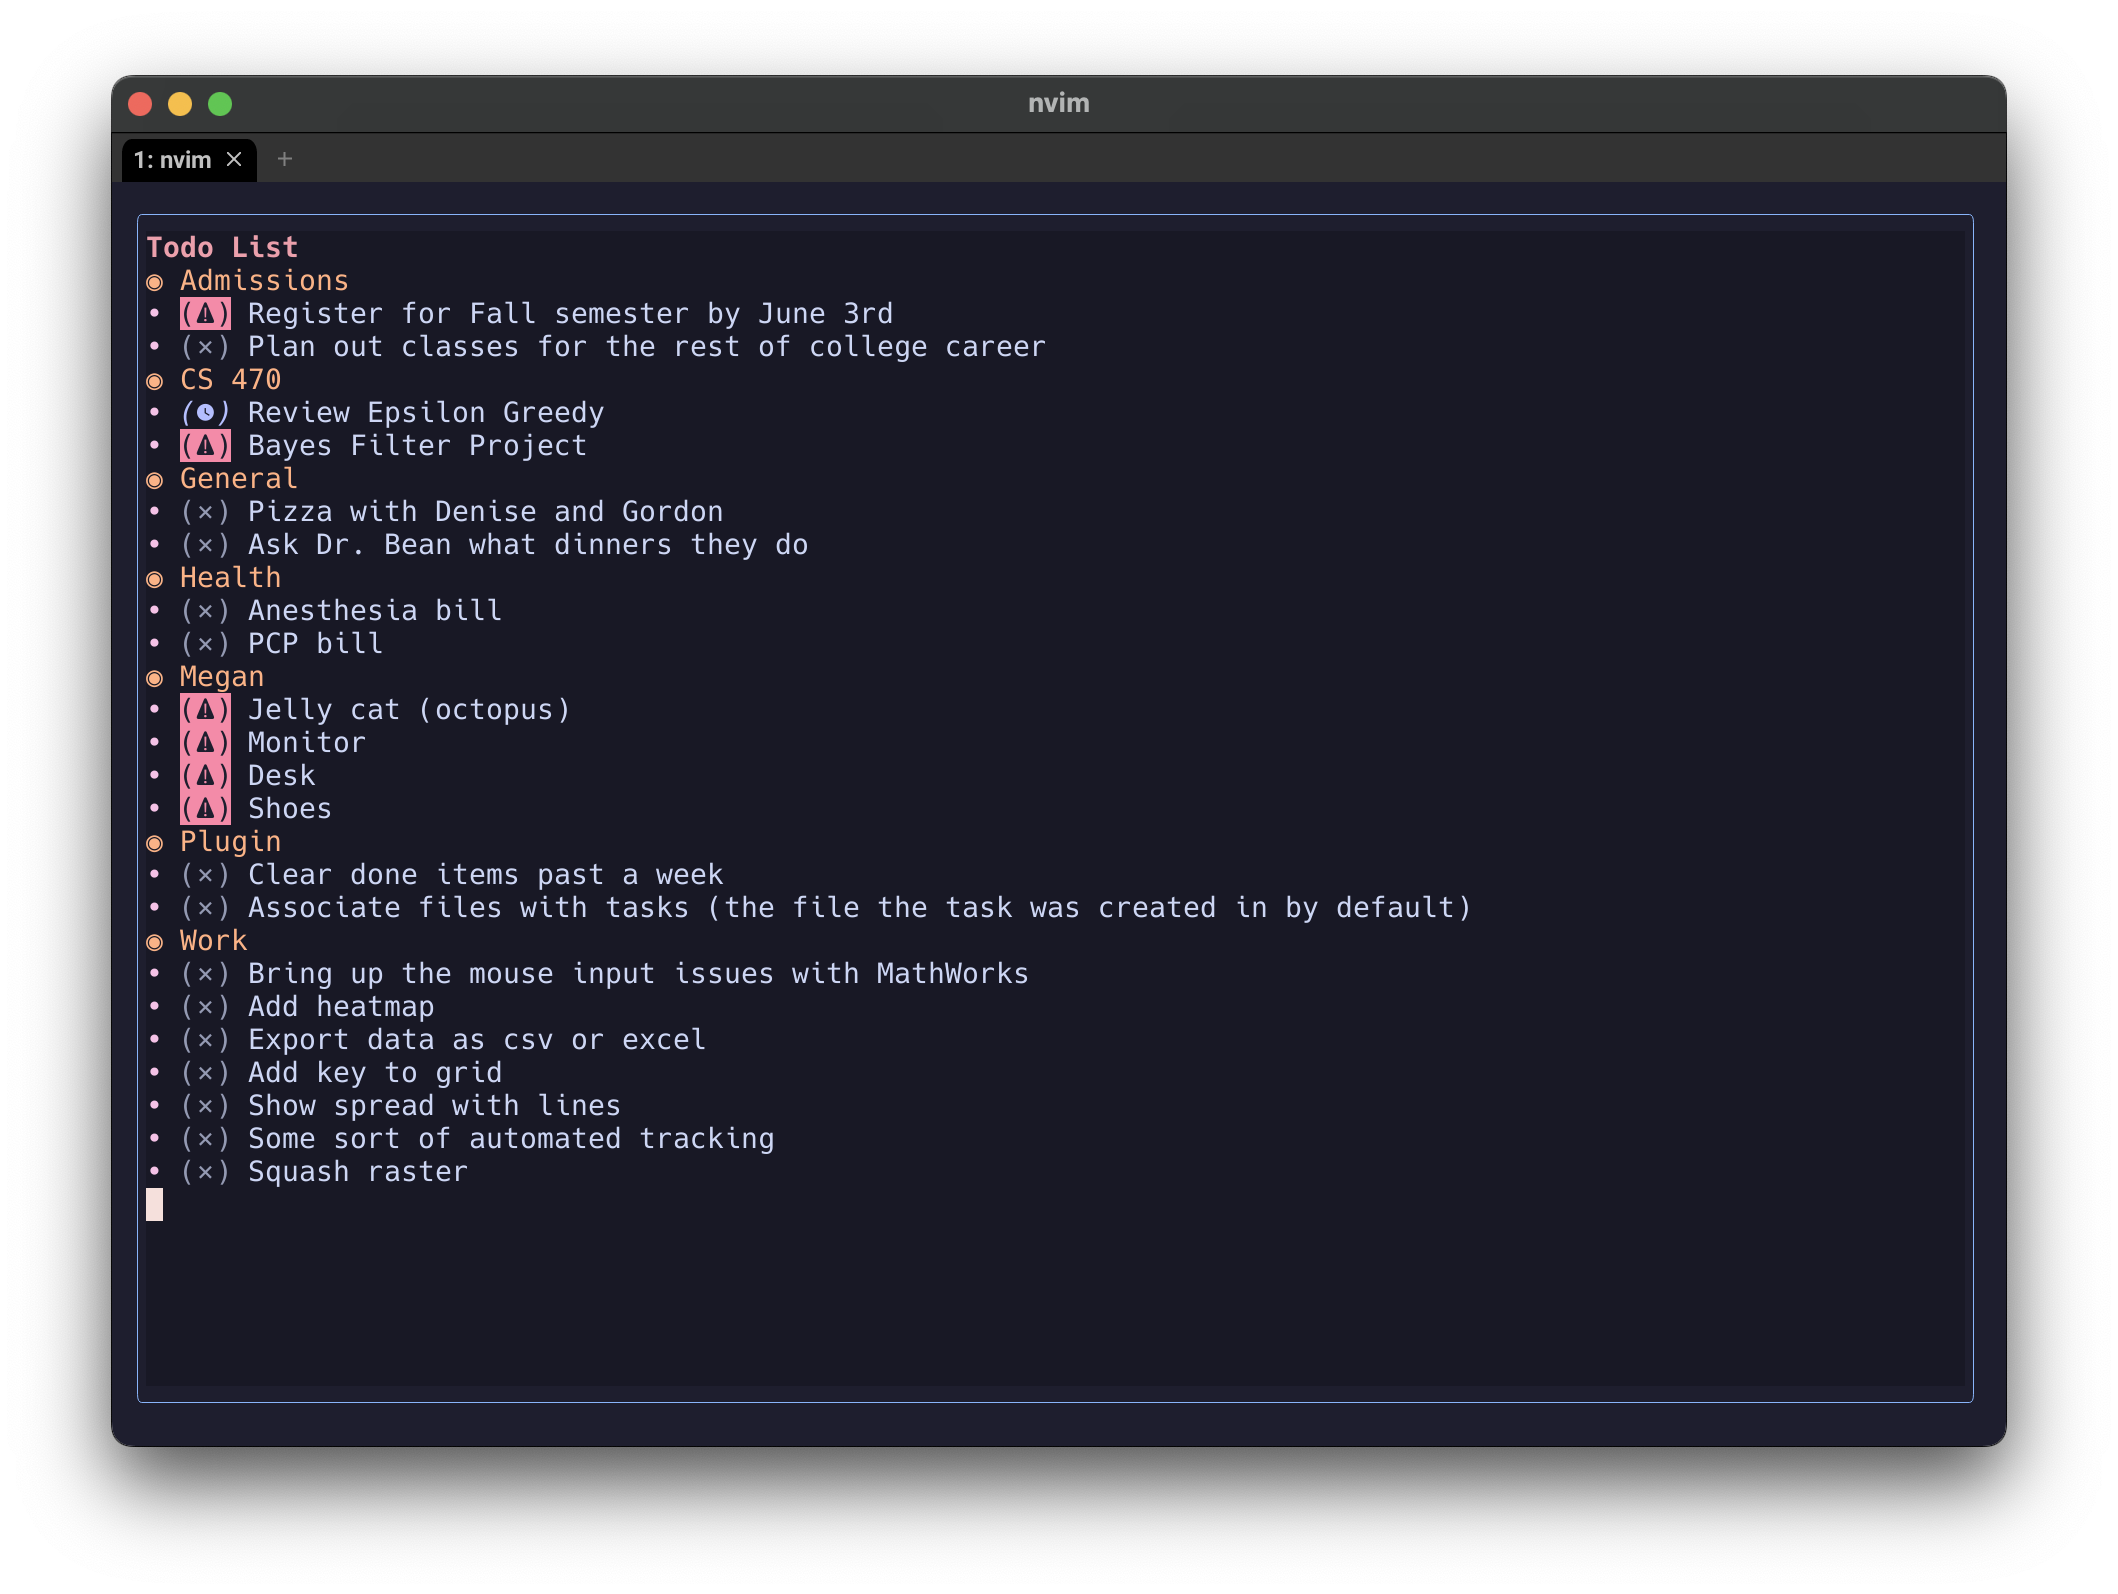 nvim
1: nvim × +
Todo List
◉ Admissions
• (⚠) Register for Fall semester by June 3rd
• (×) Plan out classes for the rest of college career
◉ CS 470
• (🕓) Review Epsilon Greedy
• (⚠) Bayes Filter Project
◉ General
• (×) Pizza with Denise and Gordon
• (×) Ask Dr. Bean what dinners they do
◉ Health
• (×) Anesthesia bill
• (×) PCP bill
◉ Megan
• (⚠) Jelly cat (octopus)
• (⚠) Monitor
• (⚠) Desk
• (⚠) Shoes
◉ Plugin
• (×) Clear done items past a week
• (×) Associate files with tasks (the file the task was created in by default)
◉ Work
• (×) Bring up the mouse input issues with MathWorks
• (×) Add heatmap
• (×) Export data as csv or excel
• (×) Add key to grid
• (×) Show spread with lines
• (×) Some sort of automated tracking
• (×) Squash raster